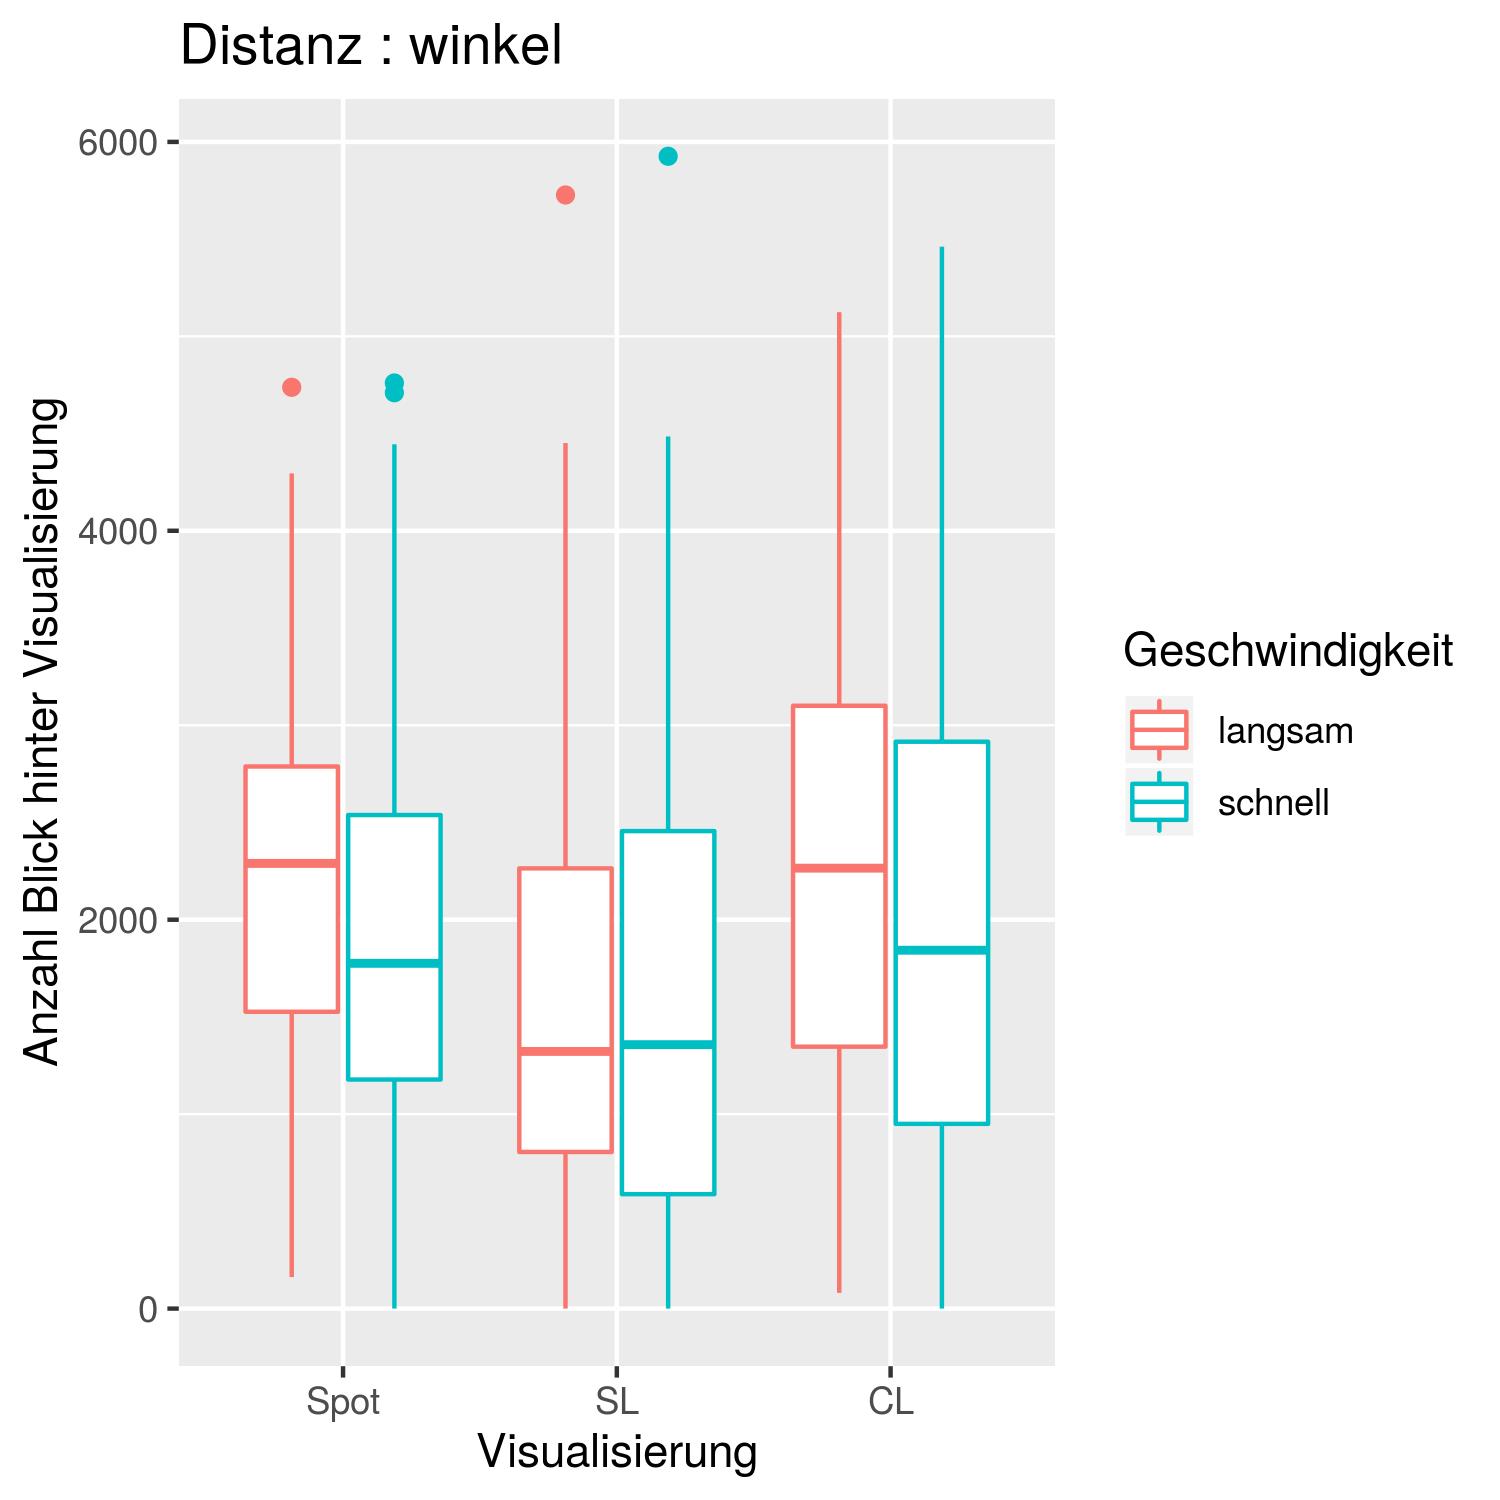 Distanz : winkel
6000
4000
2000
0
Anzahl Blick hinter Visualisierung
Spot
SL
CL
Visualisierung
Geschwindigkeit
langsam
schnell